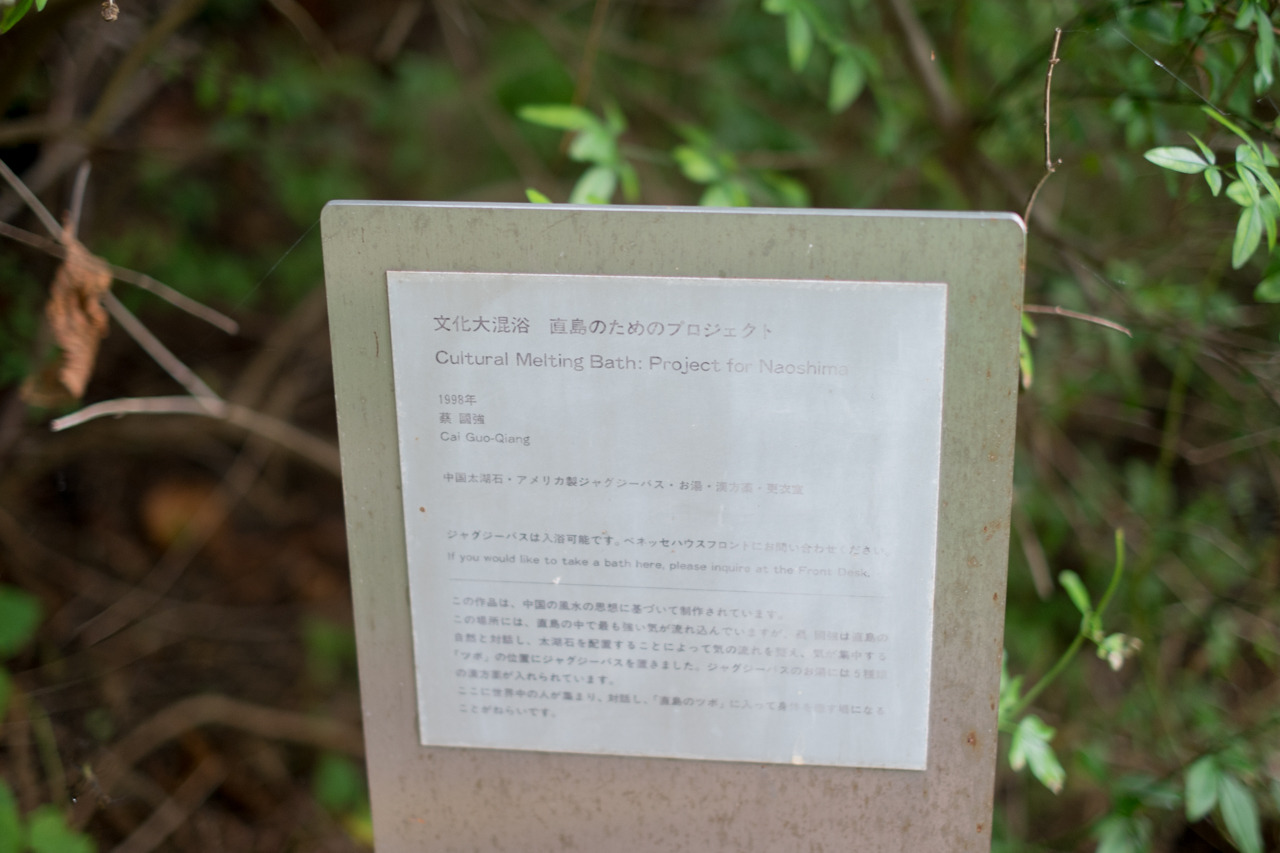 文化大混浴 直島のためのプロジェクト
Cultural Melting Bath: Project for Naoshima
1998年
蔡 國強
Cai Guo-Qiang
中国太湖石・アメリカ製ジャグジーバス・お湯・漢方薬・更衣室
ジャグジーバスは入浴可能です。ベネッセハウスフロントにお問い合わせください。
If you would like to take a bath here, please inquire at the Front Desk.
この作品は、中国の風水の思想に基づいて制作されています。
この場所には、直島の中で最も強い気が流れ込んでいますが、蔡 國強は直島の
自然と対話し、太湖石を配置することによって気の流れを整え、気が集中する
「ツボ」の位置にジャグジーバスを置きました。ジャグジーバスのお湯には5種類
の漢方薬が入れられています。
ここに世界中の人が集まり、対話し、「直島のツボ」に入って身体を癒す場になる
ことがねらいです。